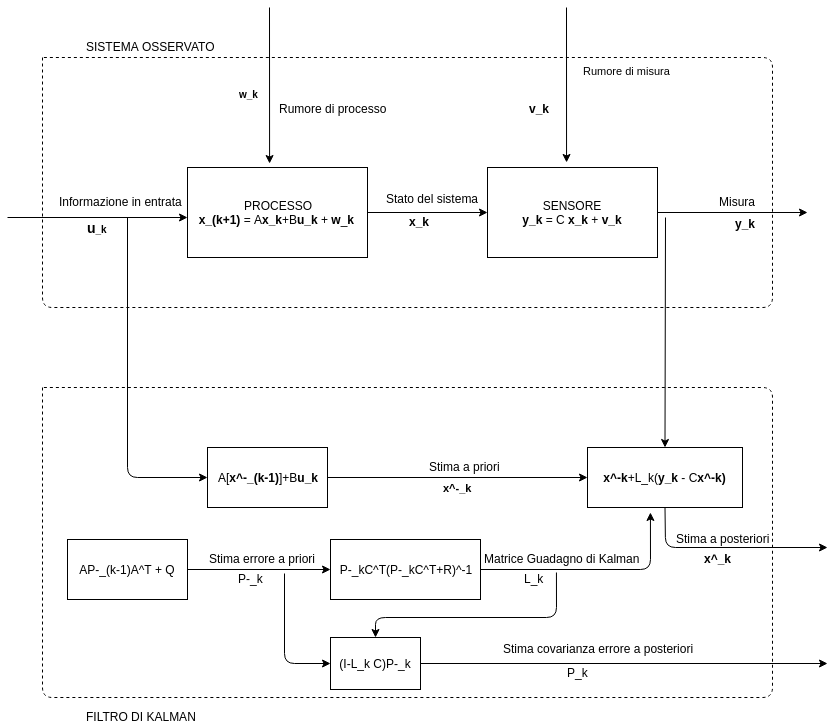 SISTEMA OSSERVATO
Rumore di misura
w_k
Rumore di processo
v_k
Informazione in entrata
u_k
PROCESSO
x_(k+1) = Ax_k+Bu_k + w_k
Stato del sistema
x_k
SENSORE
y_k = C x_k + v_k
Misura
y_k
A[x^-_(k-1)]+Bu_k
Stima a priori
x^-_k
x^-k+L_k(y_k - Cx^-k)
Stima a posteriori
x^_k
AP-_(k-1)A^T + Q
Stima errore a priori
P-_k
P-_kC^T(P-_kC^T+R)^-1
Matrice Guadagno di Kalman
L_k
(I-L_k C)P-_k
Stima covarianza errore a posteriori
P_k
FILTRO DI KALMAN